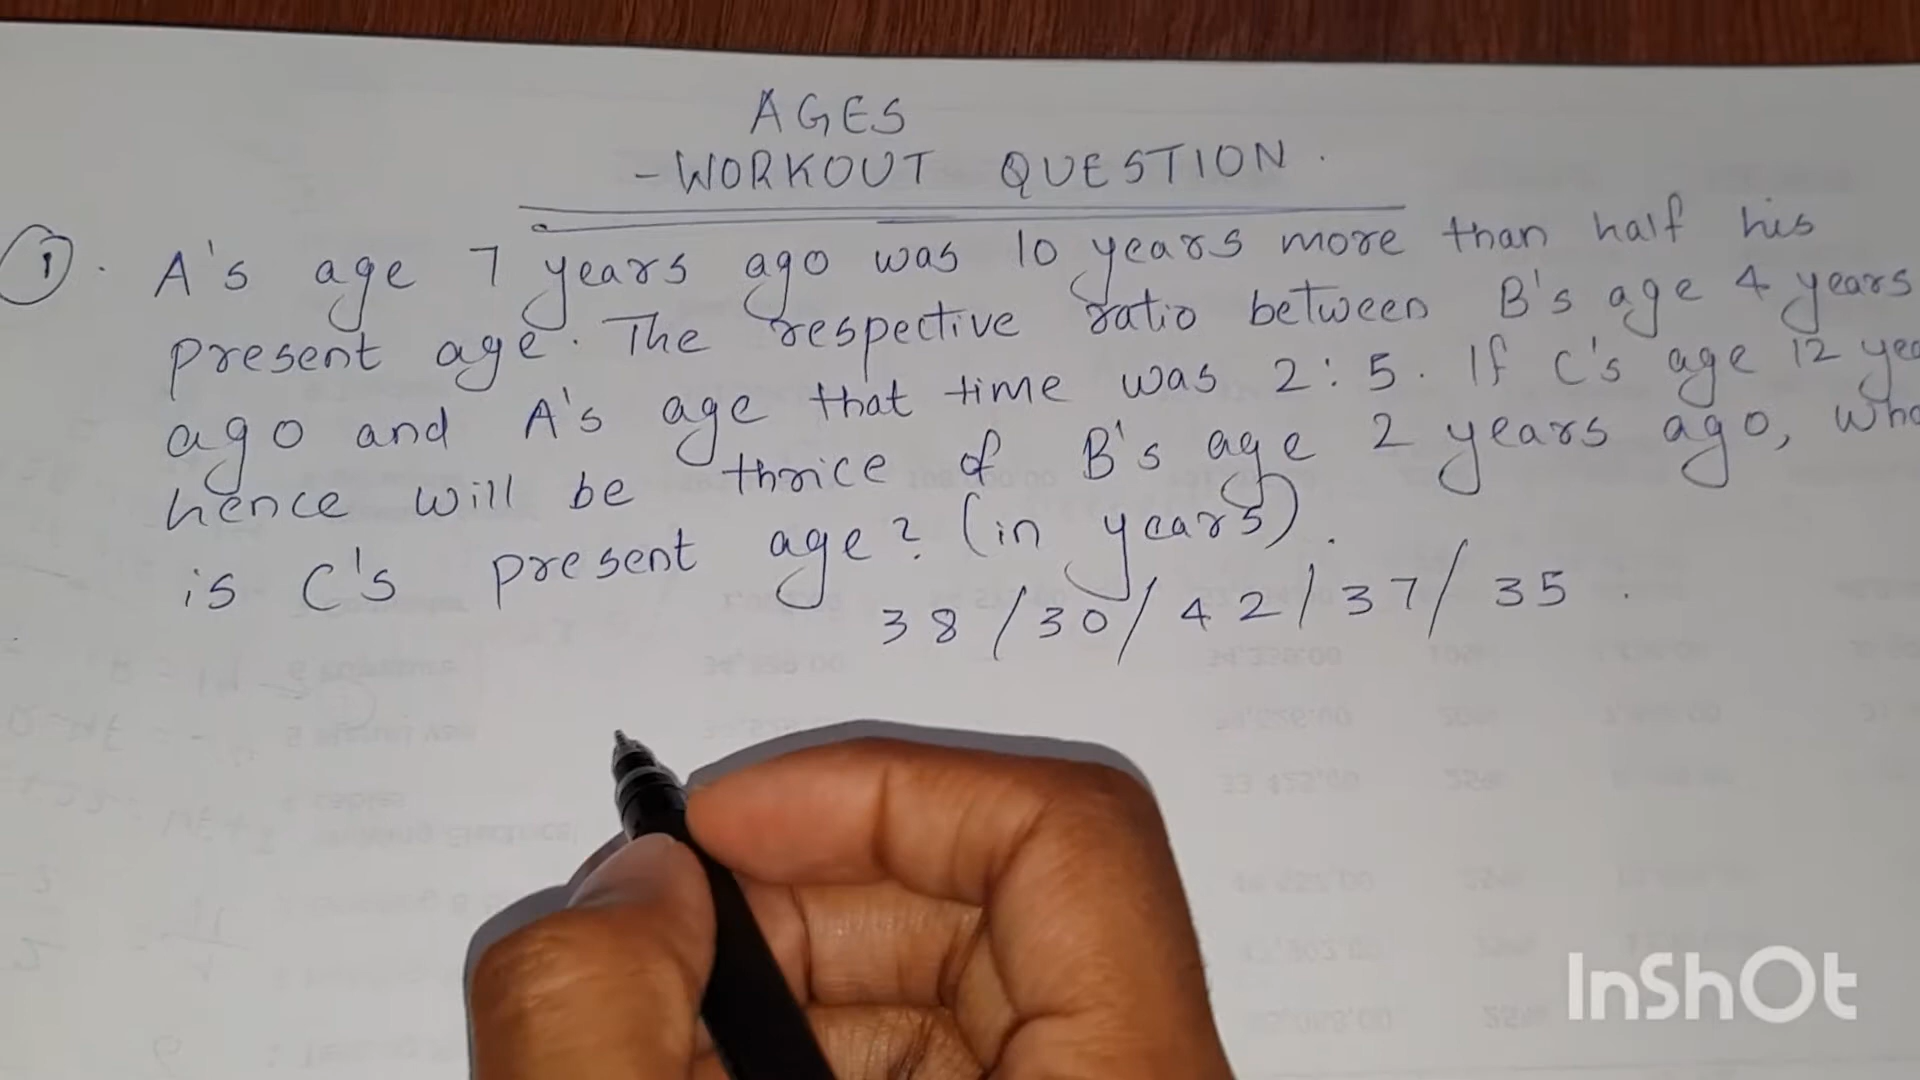 AGES
- WORKOUT QUESTION.
1. A's age 7 years ago was 10 years more than half his
present age. The respective ratio between B's age 4 years
ago and A's age that time was 2:5. If C's age 12
hence will be thrice of B's age 2 years ago,
is C's present age? (in years).
38/30/42/37/35.
InShOt